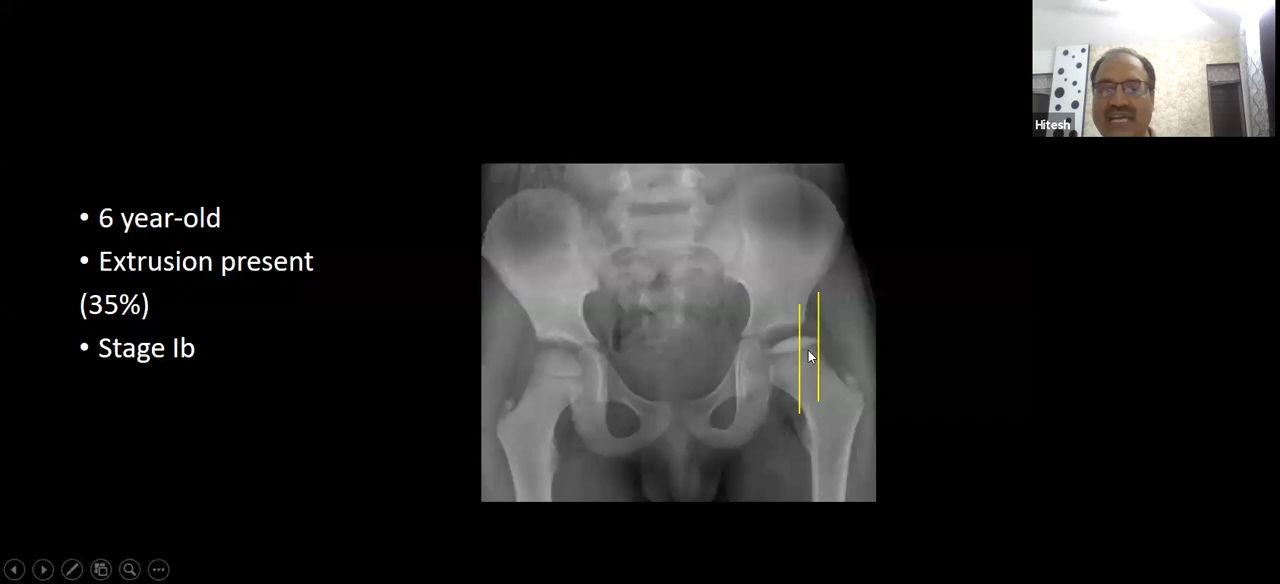 Hitesh
• 6 year-old
• Extrusion present
(35%)
• Stage Ib